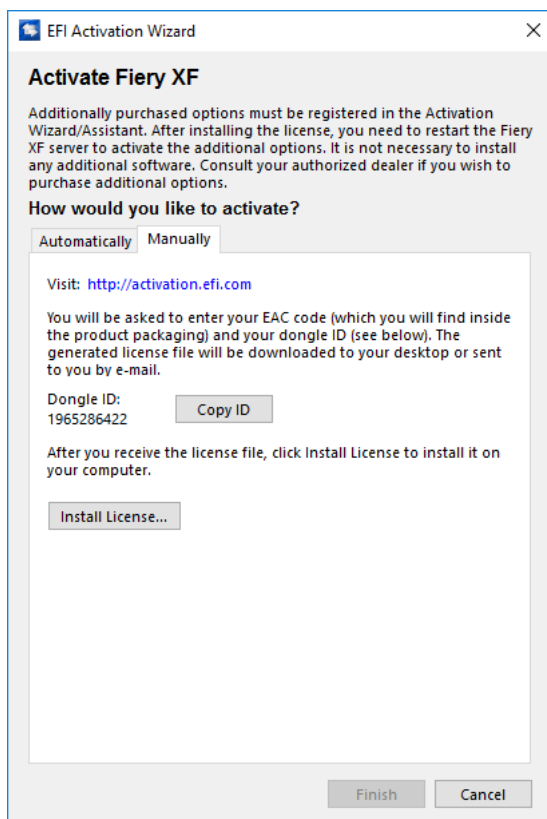 EFI Activation Wizard
Activate Fiery XF
Additionally purchased options must be registered in the Activation
Wizard/Assistant. After installing the license, you need to restart the Fiery
XF server to activate the additional options. It is not necessary to install
any additional software. Consult your authorized dealer if you wish to
purchase additional options.
How would you like to activate?
Automatically Manually
Visit: http://activation.efi.com
You will be asked to enter your EAC code (which you will find inside
the product packaging) and your dongle ID (see below). The
generated license file will be downloaded to your desktop or sent
to you by e-mail.
Dongle ID:
1965286422
Copy ID
After you receive the license file, click Install License to install it on
your computer.
Install License...
Finish Cancel